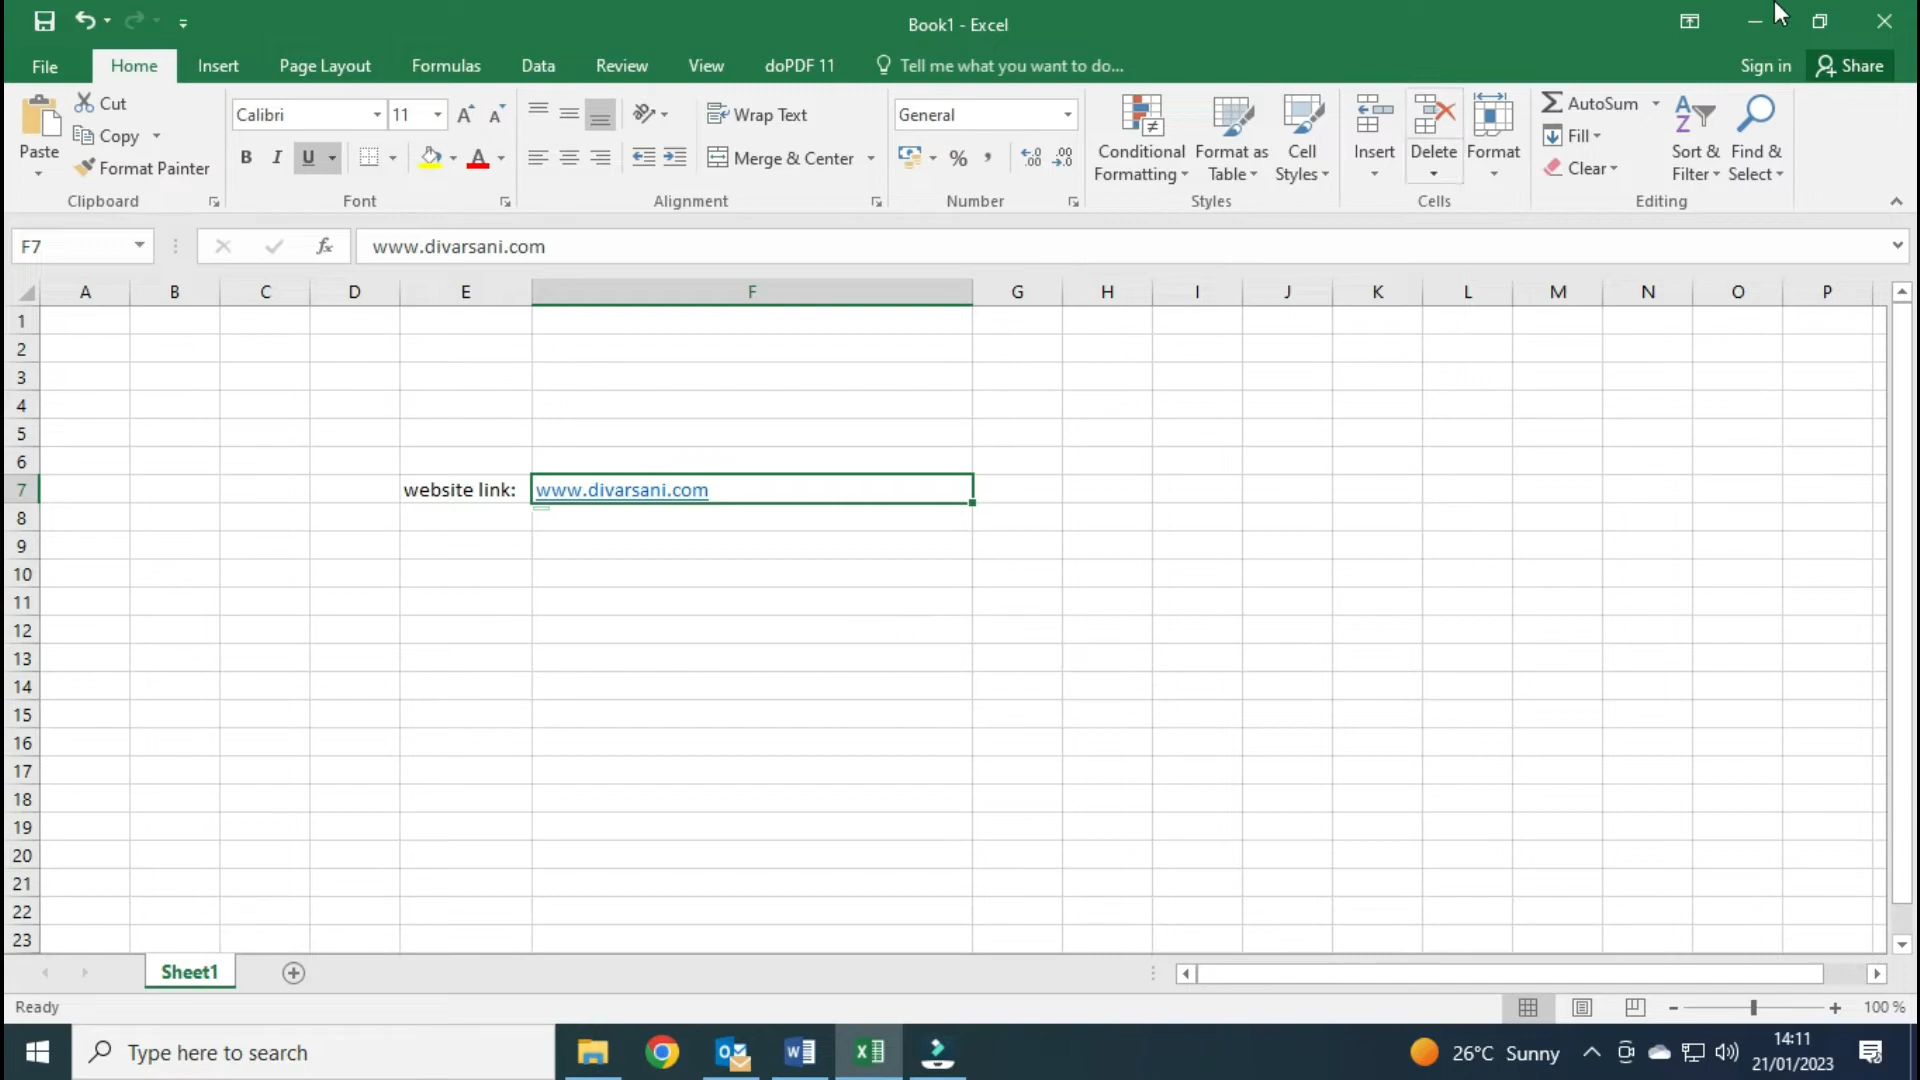 Book1 - Excel
File Home Insert Page Layout Formulas Data Review View doPDF 11 Tell me what you want to do... Sign in Share
Paste
Cut
Copy
Format Painter
Clipboard
Calibri 11
B I U
Font
Wrap Text
Merge & Center
Alignment
General
%
Number
Conditional Formatting
Format as Table
Cell Styles
Styles
Insert
Delete
Format
Cells
AutoSum
Fill
Clear
Sort & Filter
Find & Select
Editing
F7 fx www.divarsani.com
A B C D E F G H I J K L M N O P
1
2
3
4
5
6
7 website link: www.divarsani.com
8
9
10
11
12
13
14
15
16
17
18
19
20
21
22
23
Sheet1
Ready 100 %
Type here to search 26°C Sunny 14:11
21/01/2023